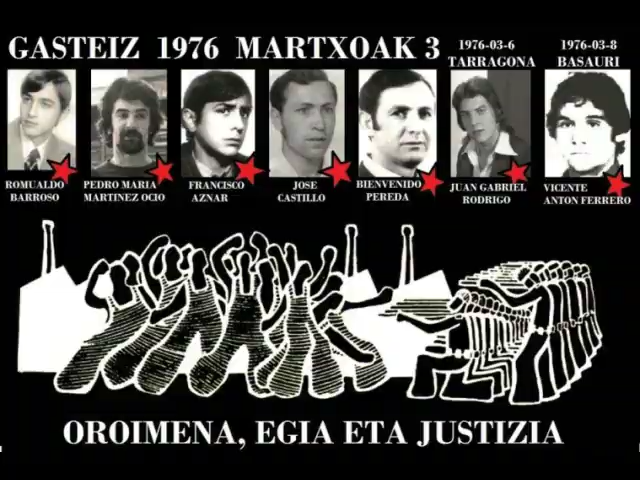 GASTEIZ 1976 MARTXOAK 3
1976-03-6
TARRAGONA
1976-03-8
BASAURI
ROMUALDO
BARROSO
PEDRO MARIA
MARTINEZ OCIO
FRANCISCO
AZNAR
JOSE
CASTILLO
BIENVENIDO
PEREDA
JUAN GABRIEL
RODRIGO
VICENTE
ANTON FERRERO
OROIMENA, EGIA ETA JUSTIZIA